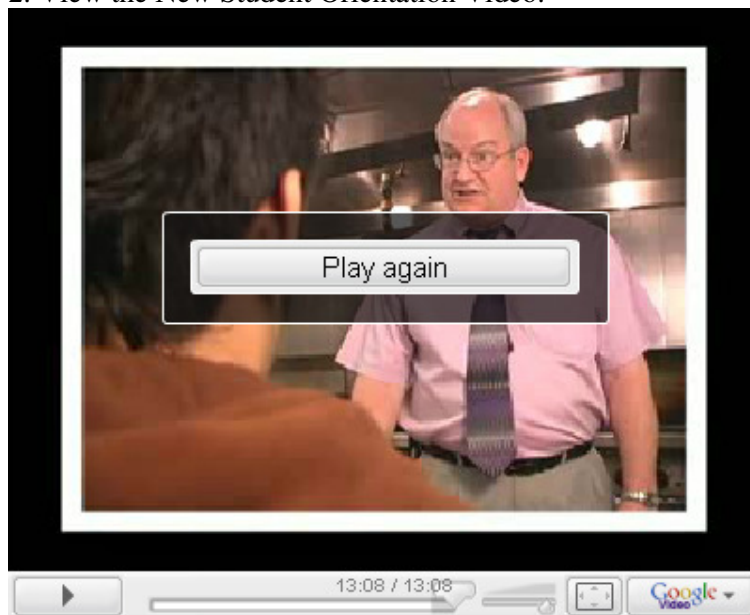 2. View the New Student Orientation Video.
Play again
13:08 / 13:08
Google
Video